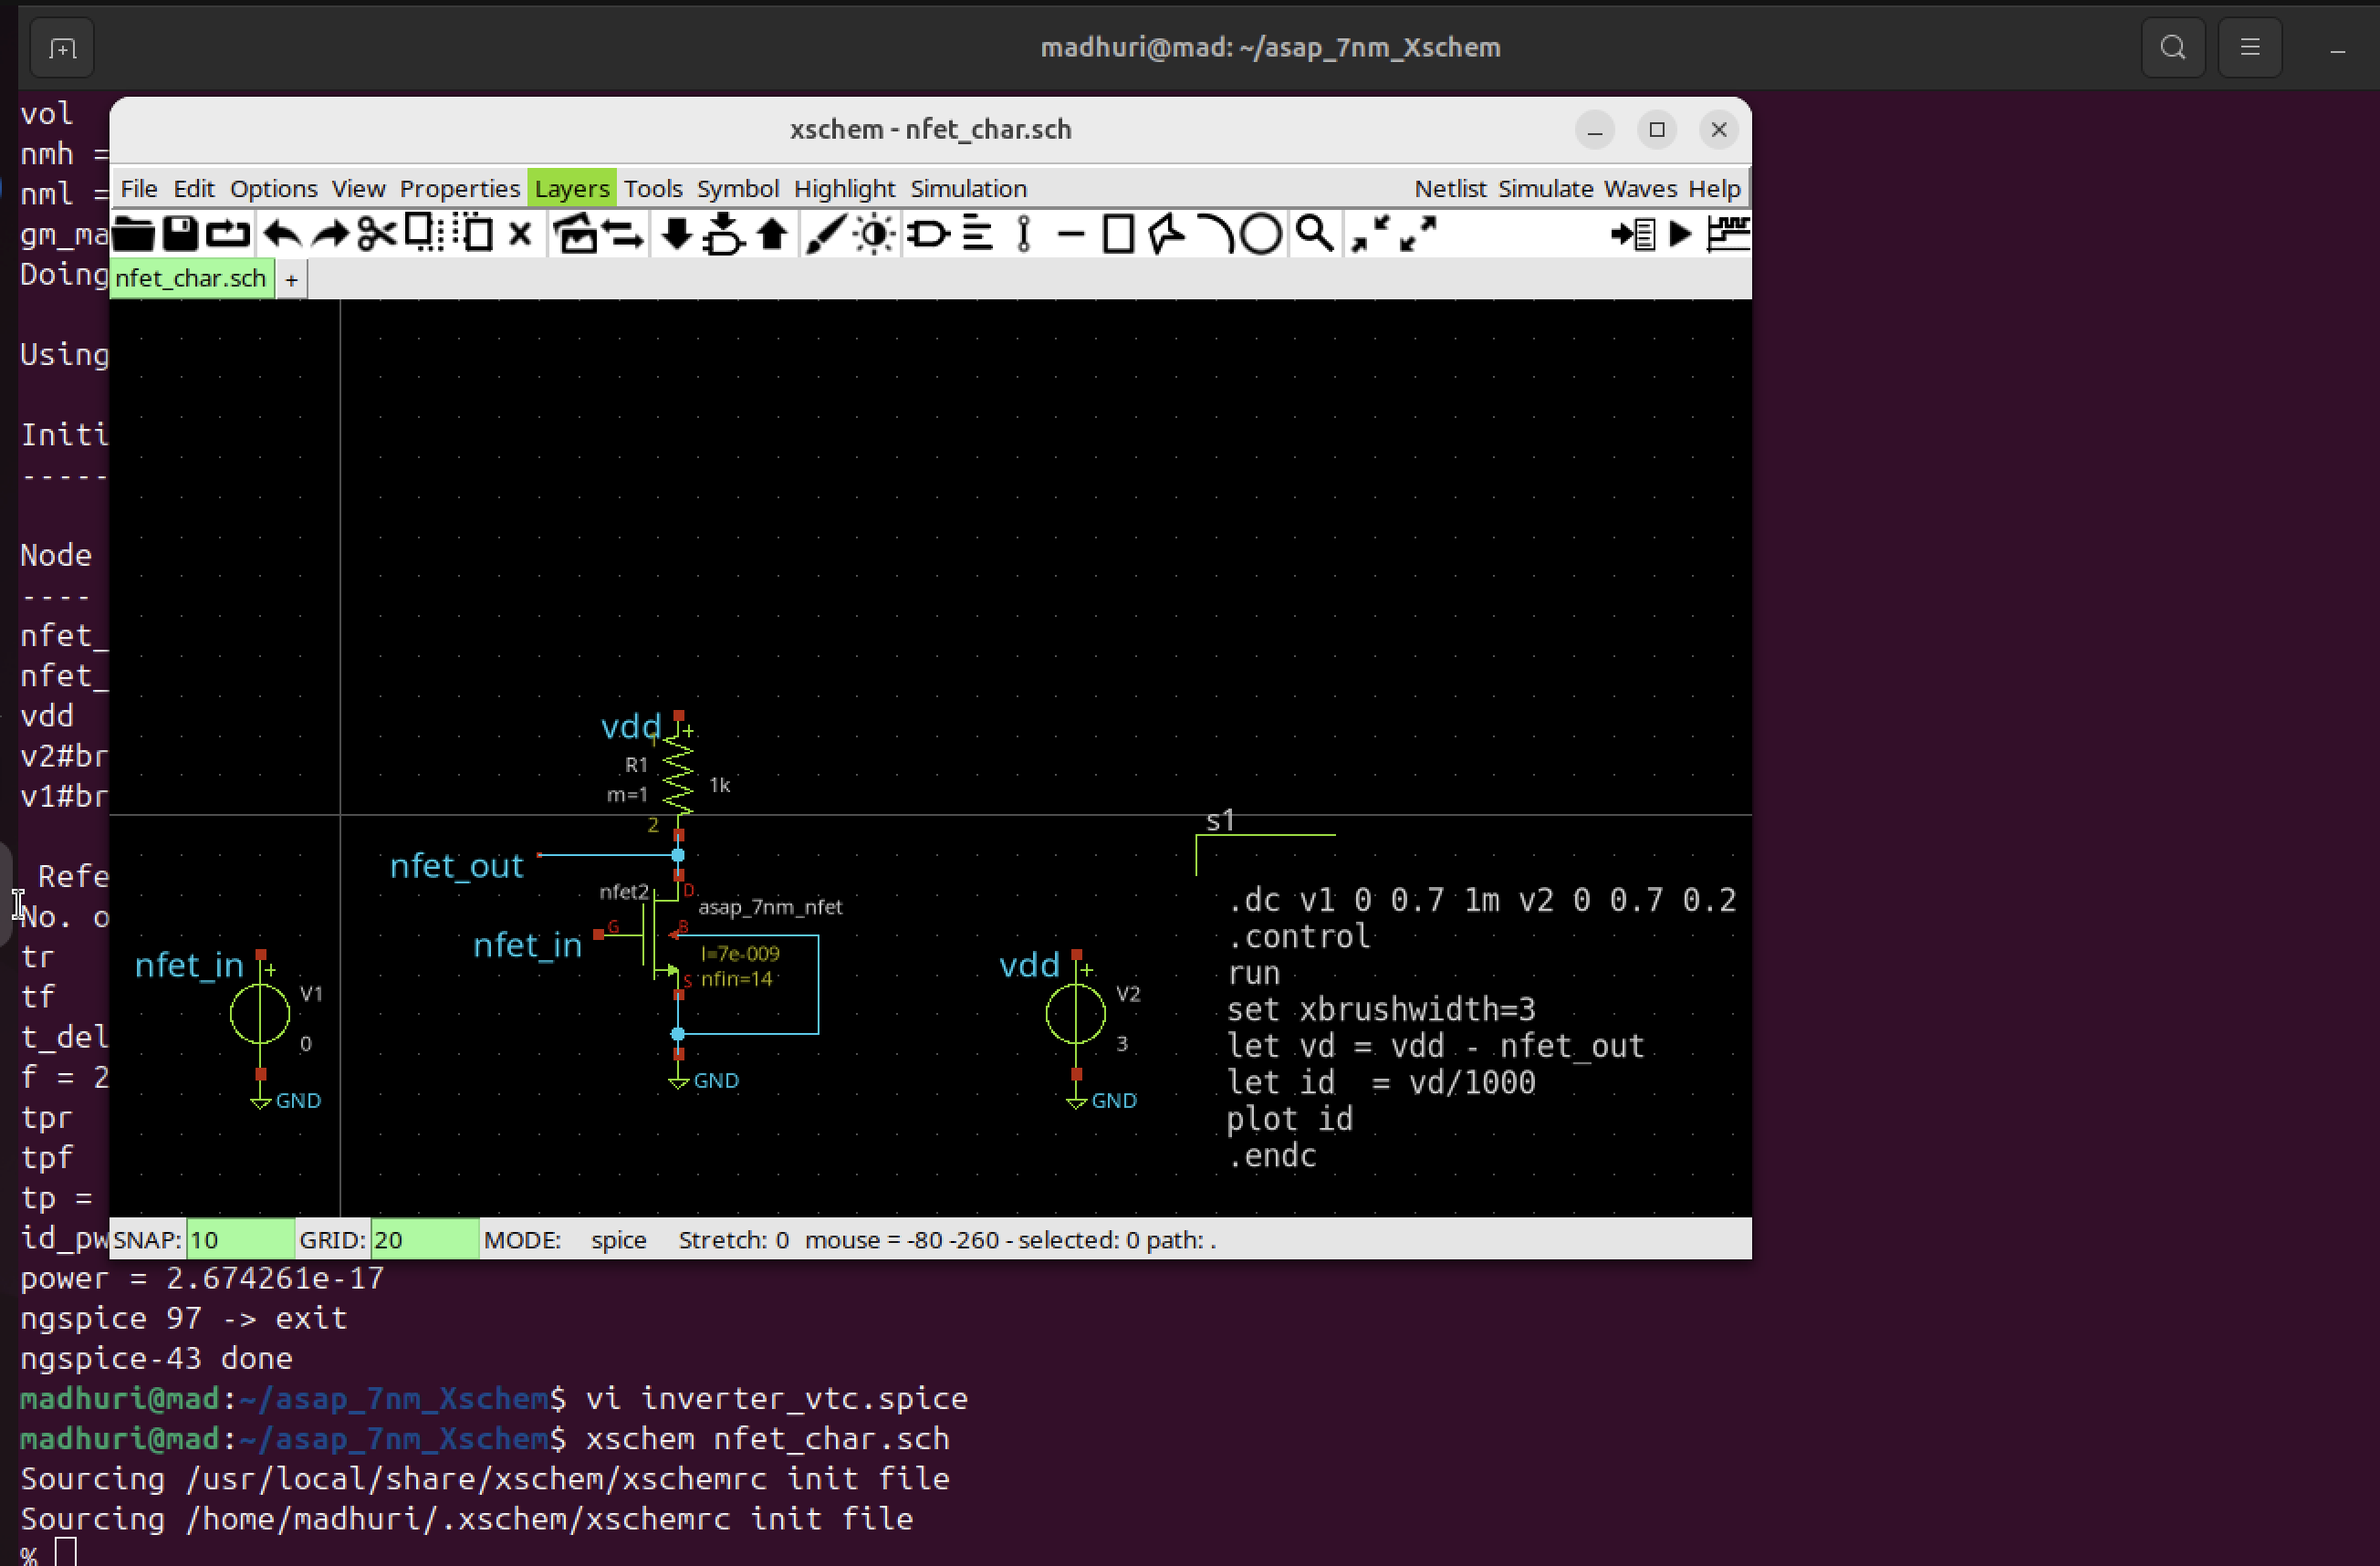 madhuri@mad: ~/asap_7nm_Xschem
vol
nmh =
nml =
gm_ma
Doing
Using
Initi
-----
Node
----
nfet_
nfet_
vdd
v2#br
v1#br
Refe
No. o
tr
tf
t_del
f = 2
tpr
tpf
tp =
id_pw
xschem - nfet_char.sch
File Edit Options View Properties Layers Tools Symbol Highlight Simulation Netlist Simulate Waves Help
nfet_char.sch +
vdd
+
1
R1
1k
m=1
2
nfet_out
nfet2
D
asap_7nm_nfet
G
B
nfet_in
l=7e-009
nfin=14
S
GND
nfet_in
+
V1
0
GND
vdd
+
V2
3
GND
s1
.dc v1 0 0.7 1m v2 0 0.7 0.2
.control
run
set xbrushwidth=3
let vd = vdd - nfet_out
let id  = vd/1000
plot id
.endc
SNAP: 10 GRID: 20 MODE: spice Stretch: 0 mouse = -80 -260 - selected: 0 path: .
power = 2.674261e-17
ngspice 97 -> exit
ngspice-43 done
madhuri@mad:~/asap_7nm_Xschem$ vi inverter_vtc.spice
madhuri@mad:~/asap_7nm_Xschem$ xschem nfet_char.sch
Sourcing /usr/local/share/xschem/xschemrc init file
Sourcing /home/madhuri/.xschem/xschemrc init file
%